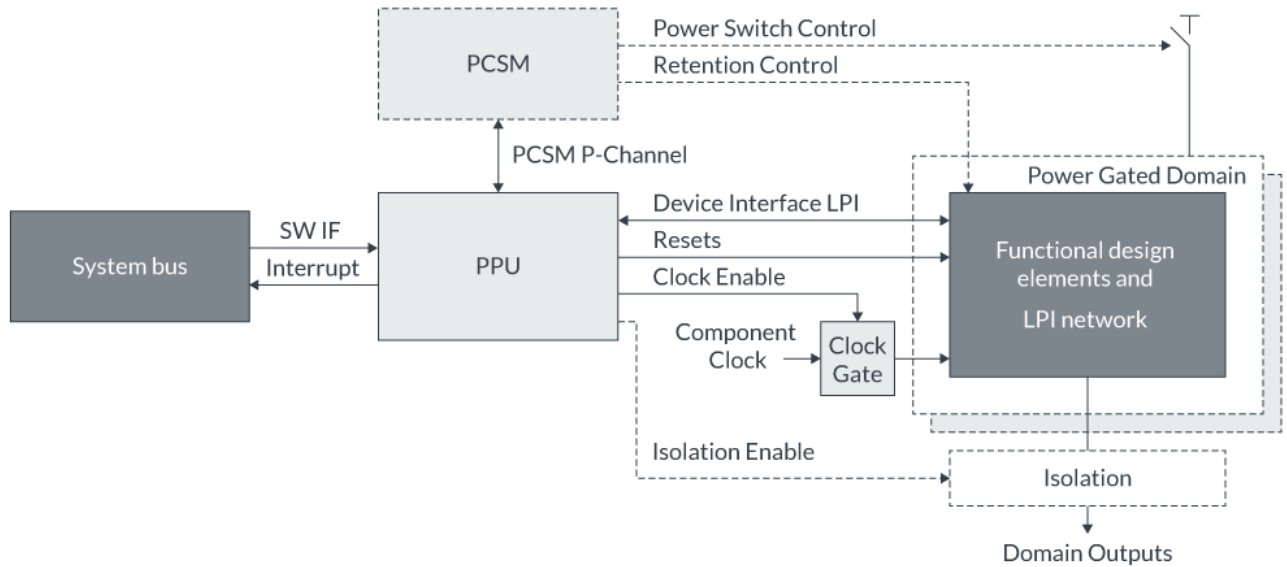 Power Switch Control
PCSM
Retention Control
PCSM P-Channel
Power Gated Domain
Device Interface LPI
SW IF
Resets
System bus
Interrupt
PPU
Clock Enable
Functional design
elements and
LPI network
Component
Clock
Clock
Gate
Isolation Enable
Isolation
Domain Outputs